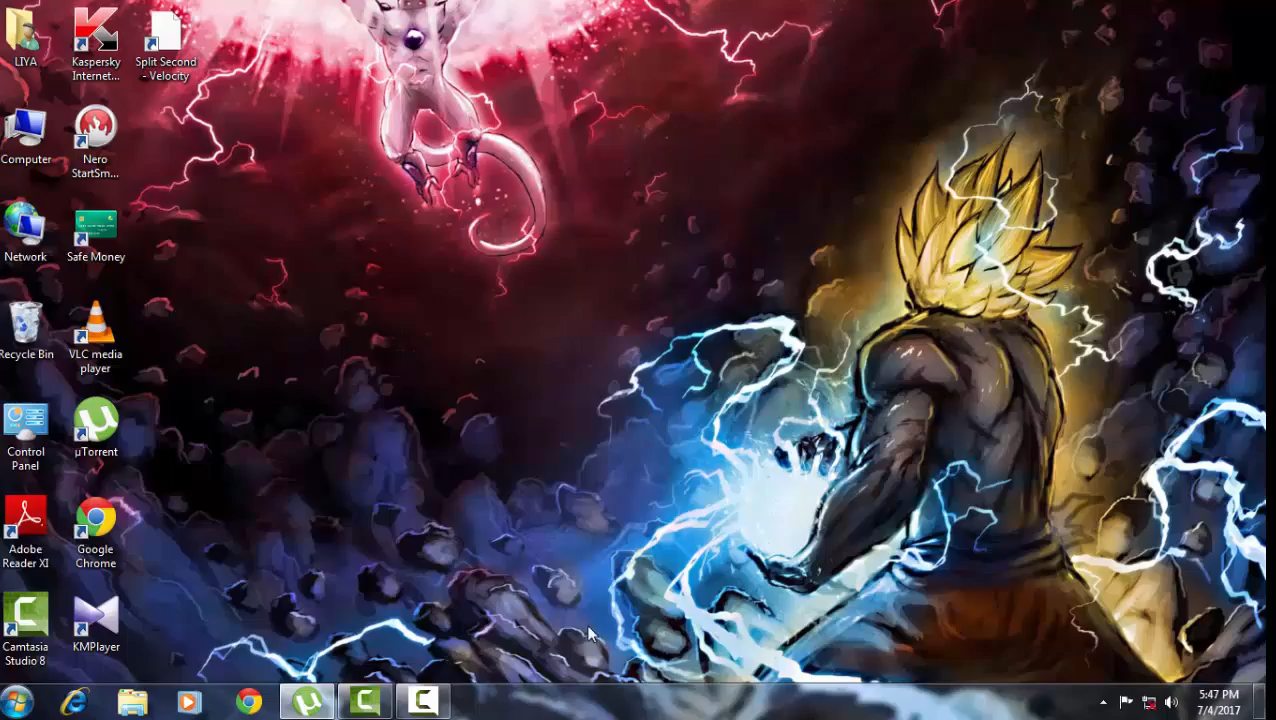 LIYA
Kaspersky
Internet...
Split Second
- Velocity
Computer
Nero
StartSm...
Network
Safe Money
Recycle Bin
VLC media
player
Control
Panel
µTorrent
Adobe
Reader XI
Google
Chrome
Camtasia
Studio 8
KMPlayer
5:47 PM
7/4/2017